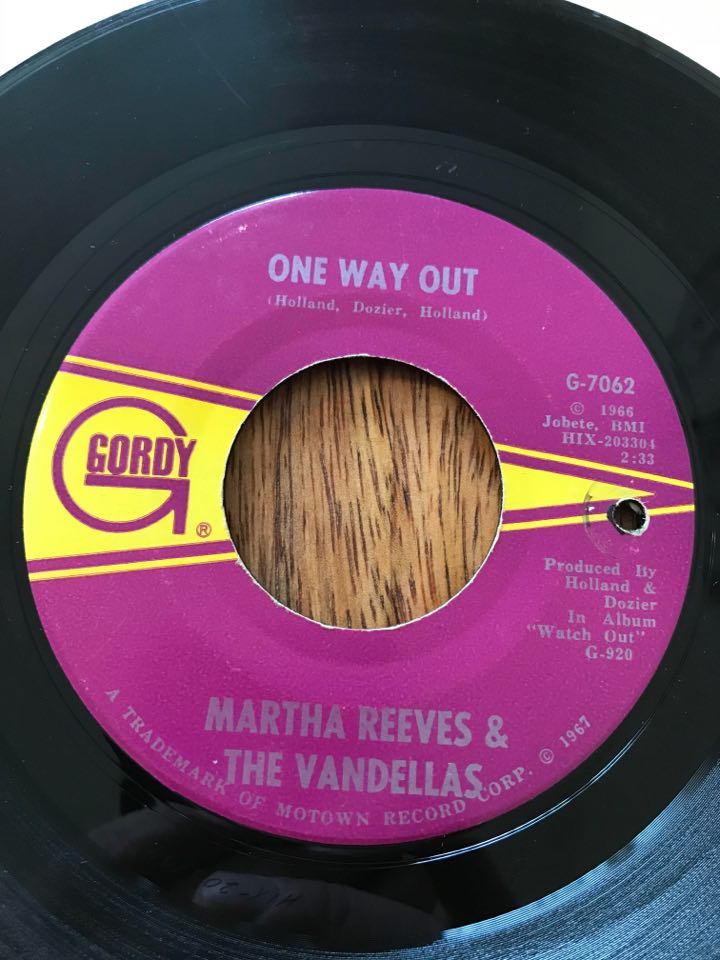 ONE WAY OUT
(Holland, Dozier, Holland)
GORDY
®
G-7062
© 1966
Jobete, BMI
HIX-203304
2:33
Produced By
Holland &
Dozier
In Album
"Watch Out"
G-920
MARTHA REEVES &
THE VANDELLAS
A TRADEMARK OF MOTOWN RECORD CORP. © 1967